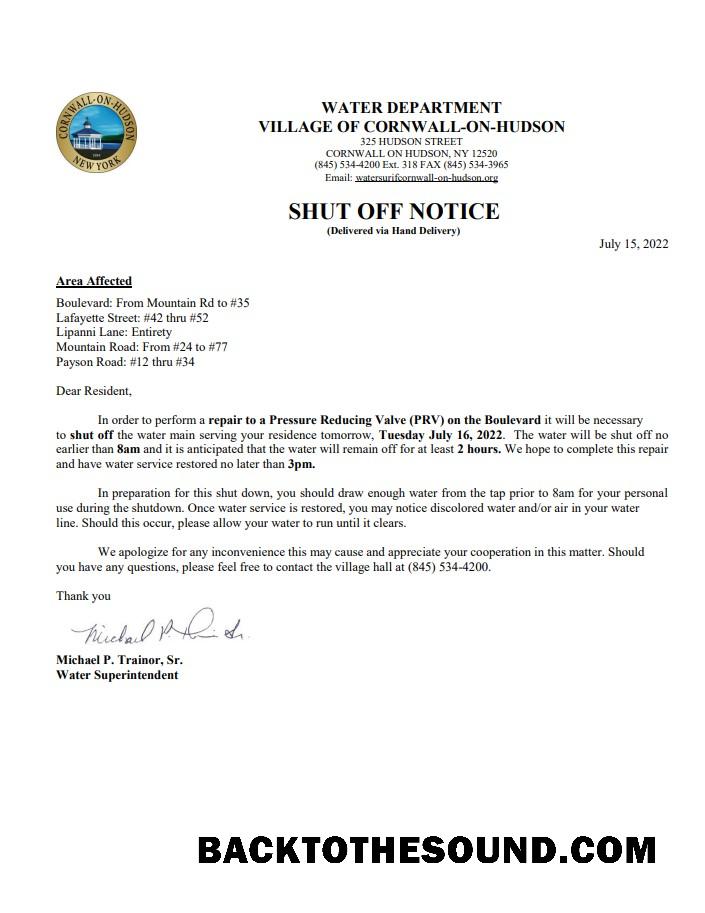 CORNWALL-ON-HUDSON
NEW YORK
WATER DEPARTMENT
VILLAGE OF CORNWALL-ON-HUDSON
325 HUDSON STREET
CORNWALL ON HUDSON, NY 12520
(845) 534-4200 Ext. 318 FAX (845) 534-3965
Email: watersurifcornwall-on-hudson.org
SHUT OFF NOTICE
(Delivered via Hand Delivery)
July 15, 2022
Area Affected
Boulevard: From Mountain Rd to #35
Lafayette Street: #42 thru #52
Lipanni Lane: Entirety
Mountain Road: From #24 to #77
Payson Road: #12 thru #34
Dear Resident,
In order to perform a repair to a Pressure Reducing Valve (PRV) on the Boulevard it will be necessary
to shut off the water main serving your residence tomorrow, Tuesday July 16, 2022. The water will be shut off no
earlier than 8am and it is anticipated that the water will remain off for at least 2 hours. We hope to complete this repair
and have water service restored no later than 3pm.
In preparation for this shut down, you should draw enough water from the tap prior to 8am for your personal
use during the shutdown. Once water service is restored, you may notice discolored water and/or air in your water
line. Should this occur, please allow your water to run until it clears.
We apologize for any inconvenience this may cause and appreciate your cooperation in this matter. Should
you have any questions, please feel free to contact the village hall at (845) 534-4200.
Thank you
Michael P.
Michael P. Trainor, Sr.
Water Superintendent
BACKTOTHESOUND.COM